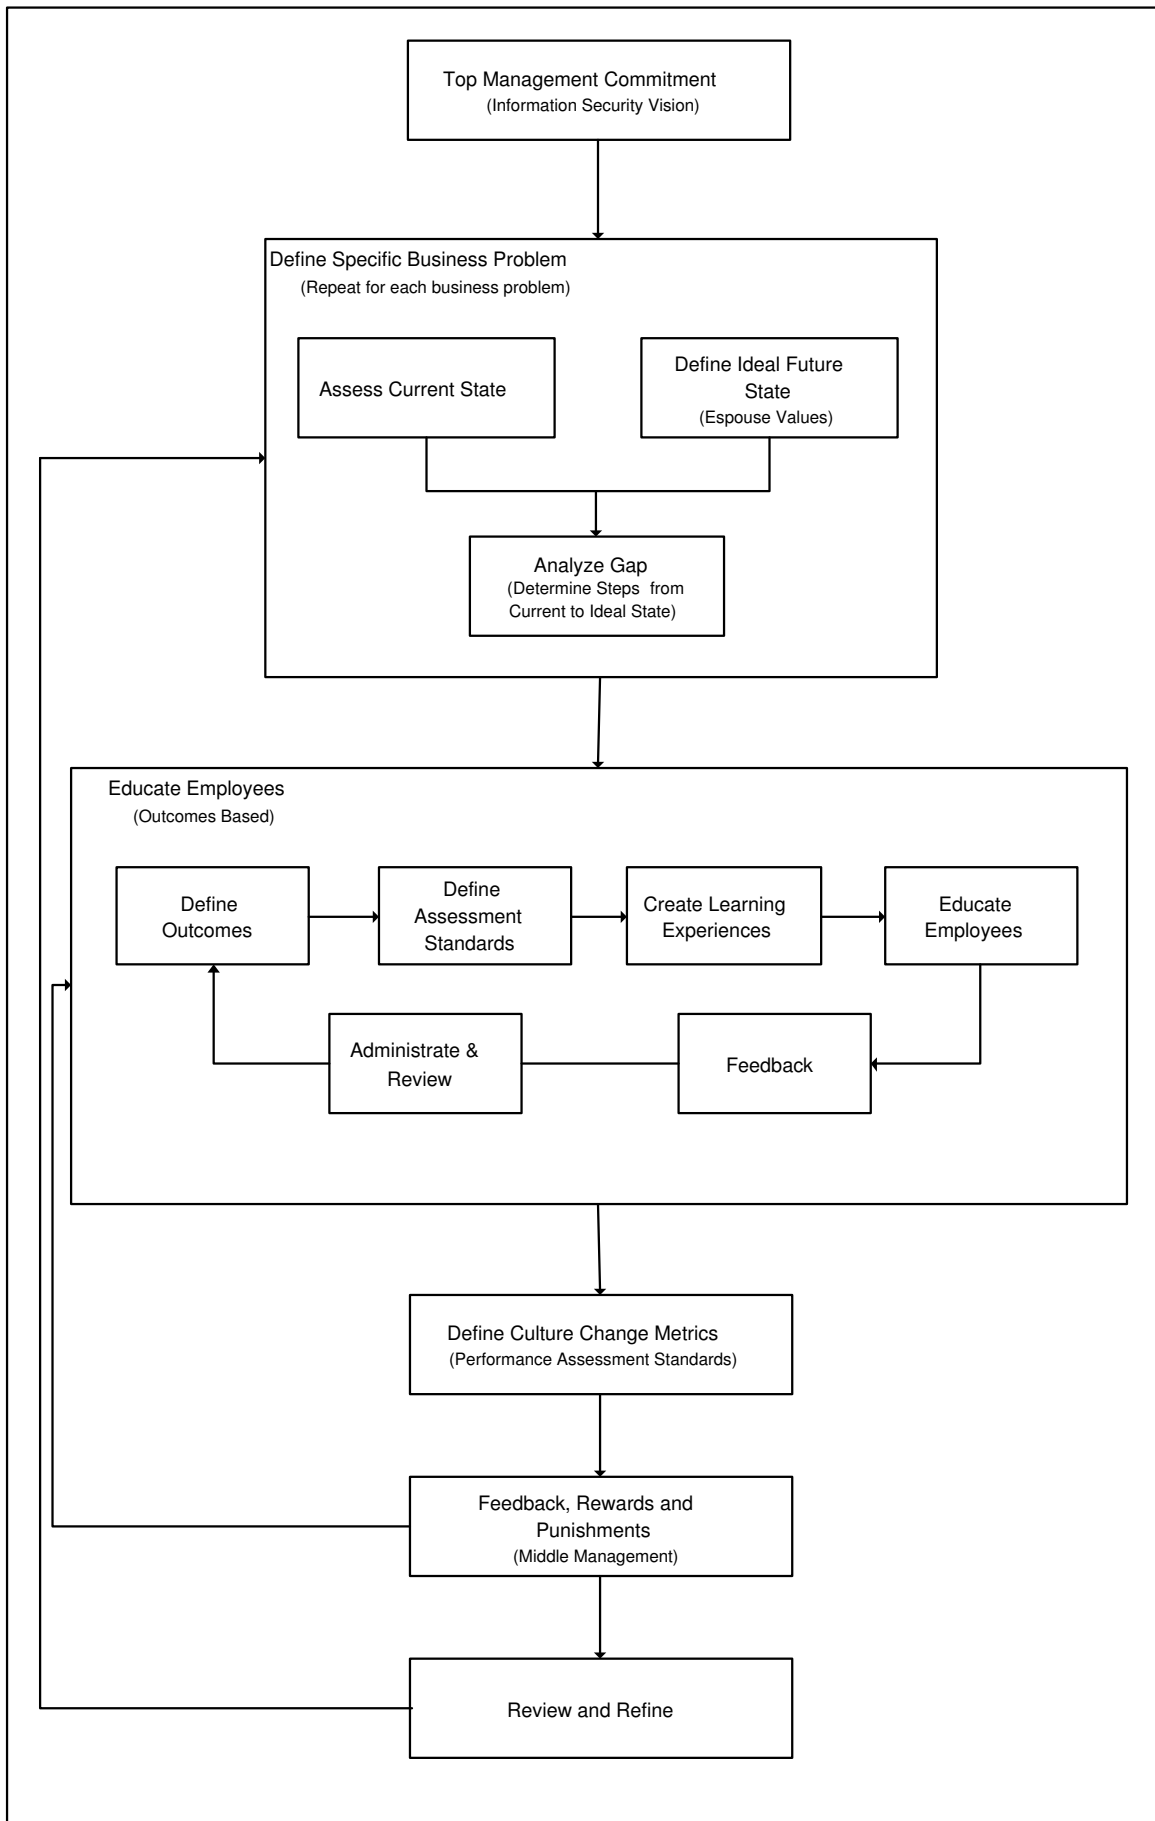 Top Management Commitment
(Information Security Vision)
Define Specific Business Problem
(Repeat for each business problem)
Assess Current State
Define Ideal Future
State
(Espouse Values)
Analyze Gap
(Determine Steps from
Current to Ideal State)
Educate Employees
(Outcomes Based)
Define
Outcomes
Define
Assessment
Standards
Create Learning
Experiences
Educate
Employees
Administrate &
Review
Feedback
Define Culture Change Metrics
(Performance Assessment Standards)
Feedback, Rewards and
Punishments
(Middle Management)
Review and Refine